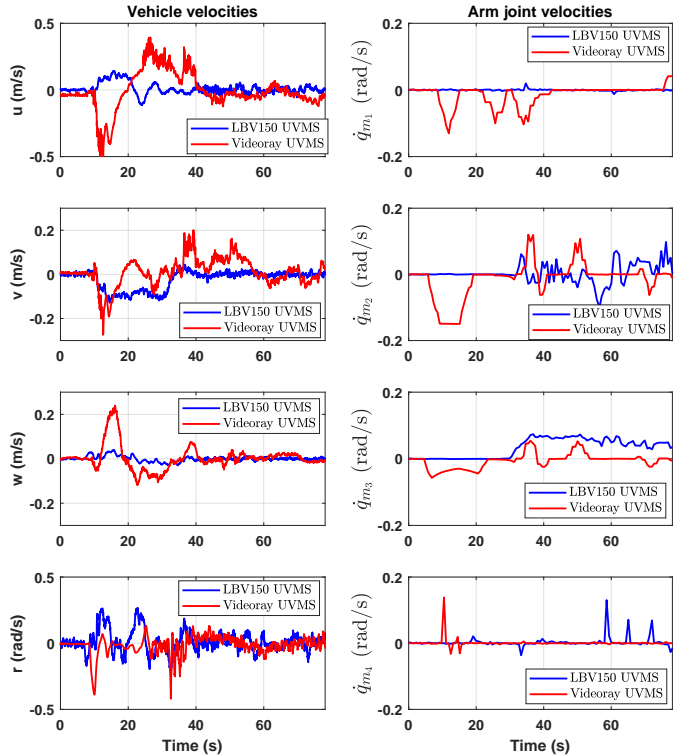 Vehicle velocities
0.5
0
-0.5
u (m/s)
LBV150 UVMS
Videoray UVMS
0 20 40 60
Arm joint velocities
0.2
0
-0.2
q̇m1 (rad/s)
LBV150 UVMS
Videoray UVMS
0 20 40 60
0.2
0
-0.2
v (m/s)
LBV150 UVMS
Videoray UVMS
0 20 40 60
0.2
0
-0.2
q̇m2 (rad/s)
LBV150 UVMS
Videoray UVMS
0 20 40 60
0.2
0
-0.2
w (m/s)
LBV150 UVMS
Videoray UVMS
0 20 40 60
0.2
0
-0.2
q̇m3 (rad/s)
LBV150 UVMS
Videoray UVMS
0 20 40 60
0.5
0
-0.5
r (rad/s)
LBV150 UVMS
Videoray UVMS
0 20 40 60
Time (s)
0.2
0
-0.2
q̇m4 (rad/s)
LBV150 UVMS
Videoray UVMS
0 20 40 60
Time (s)